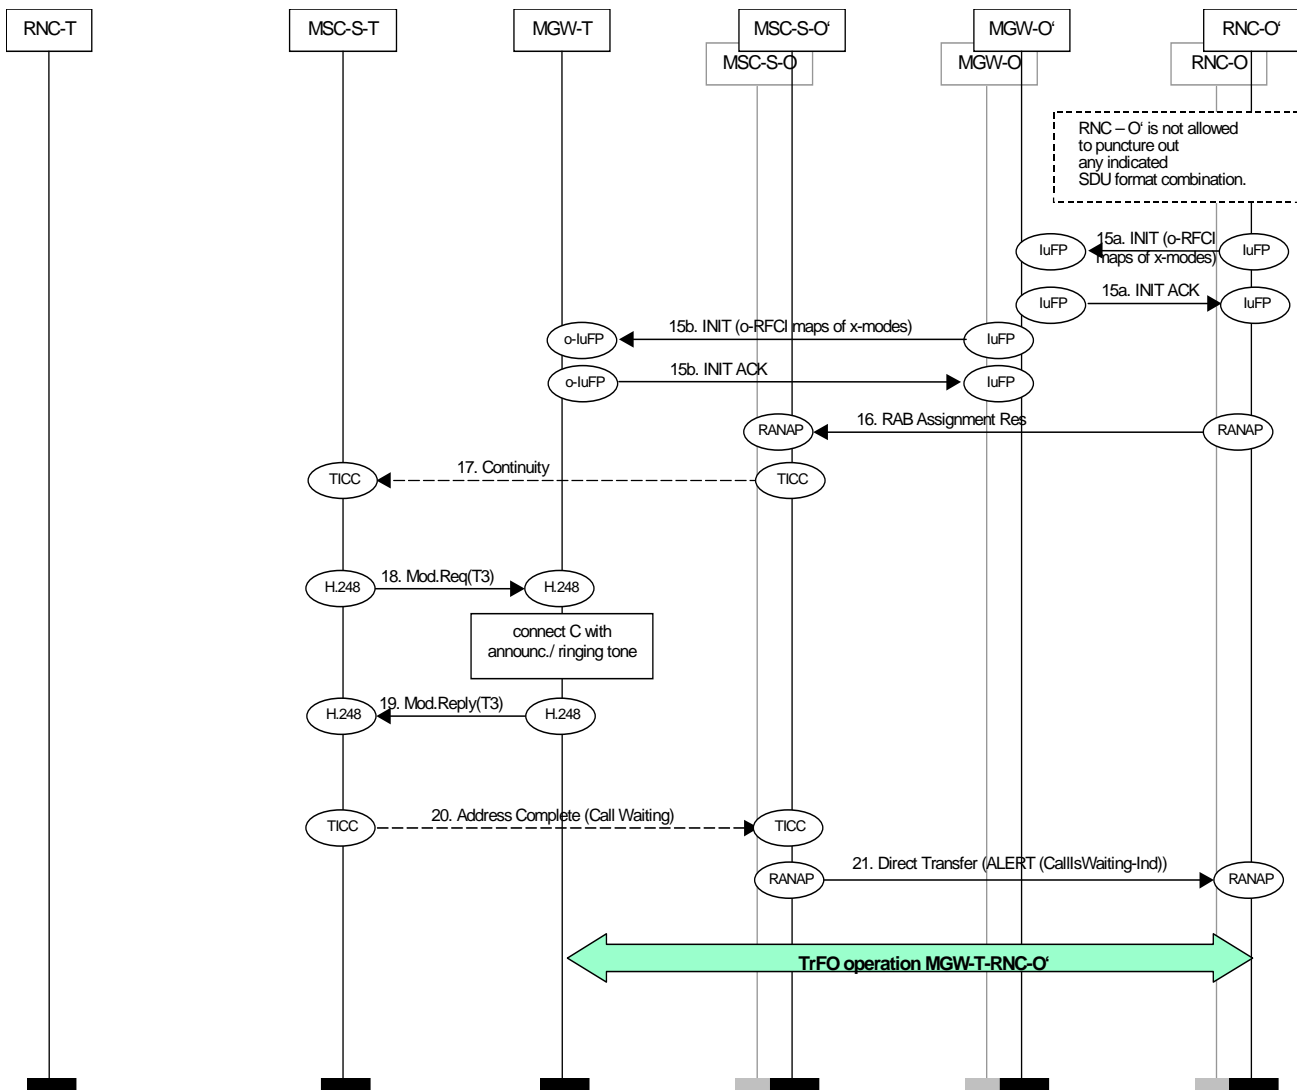 RNC-T
MSC-S-T
MGW-T
MSC-S-O‘
MGW-O‘
RNC-O‘
MSC-S-O
MGW-O
RNC-O
RNC – O‘ is not allowed
to puncture out
any indicated
SDU format combination.
IuFP
15a. INIT (o-RFCI
maps of x-modes)
IuFP
IuFP
15a. INIT ACK
IuFP
o-IuFP
15b. INIT (o-RFCI maps of x-modes)
IuFP
o-IuFP
15b. INIT ACK
IuFP
RANAP
16. RAB Assignment Res
RANAP
TICC
17. Continuity
TICC
H.248
18. Mod.Req(T3)
H.248
connect C with
announc./ ringing tone
H.248
19. Mod.Reply(T3)
H.248
TICC
20. Address Complete (Call Waiting)
TICC
RANAP
21. Direct Transfer (ALERT (CallIsWaiting-Ind))
RANAP
TrFO operation MGW-T-RNC-O‘